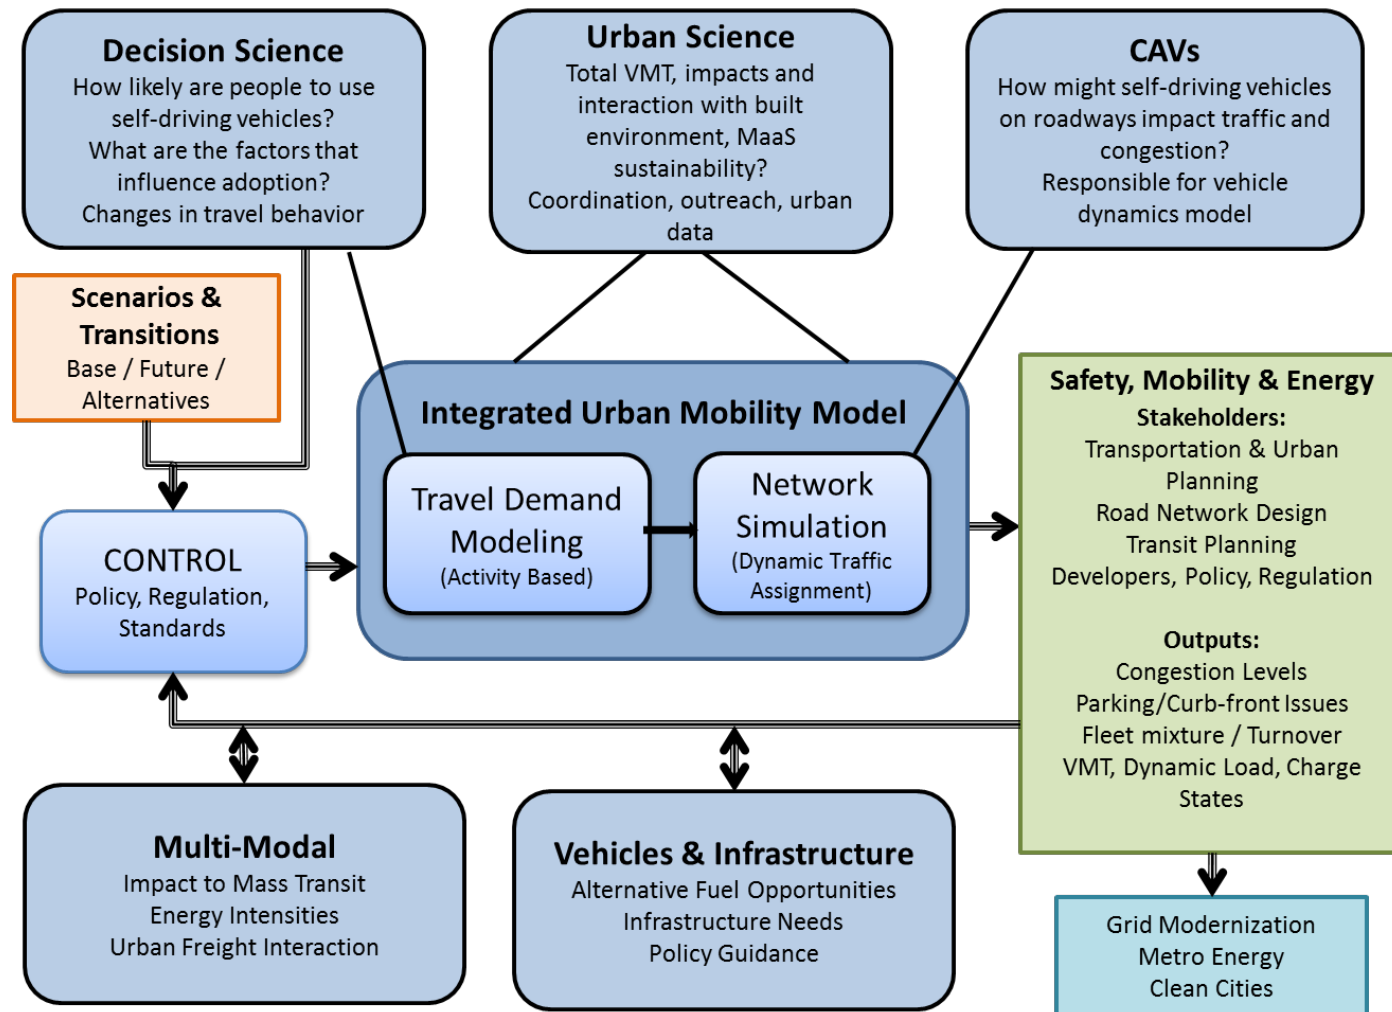 Decision Science
How likely are people to use
self-driving vehicles?
What are the factors that
influence adoption?
Changes in travel behavior
Urban Science
Total VMT, impacts and
interaction with built
environment, MaaS
sustainability?
Coordination, outreach, urban
data
CAVs
How might self-driving vehicles
on roadways impact traffic and
congestion?
Responsible for vehicle
dynamics model
Scenarios &
Transitions
Base / Future /
Alternatives
Integrated Urban Mobility Model
Travel Demand
Modeling
(Activity Based)
Network
Simulation
(Dynamic Traffic
Assignment)
CONTROL
Policy, Regulation,
Standards
Safety, Mobility & Energy
Stakeholders:
Transportation & Urban
Planning
Road Network Design
Transit Planning
Developers, Policy, Regulation
Outputs:
Congestion Levels
Parking/Curb-front Issues
Fleet mixture / Turnover
VMT, Dynamic Load, Charge
States
Multi-Modal
Impact to Mass Transit
Energy Intensities
Urban Freight Interaction
Vehicles & Infrastructure
Alternative Fuel Opportunities
Infrastructure Needs
Policy Guidance
Grid Modernization
Metro Energy
Clean Cities